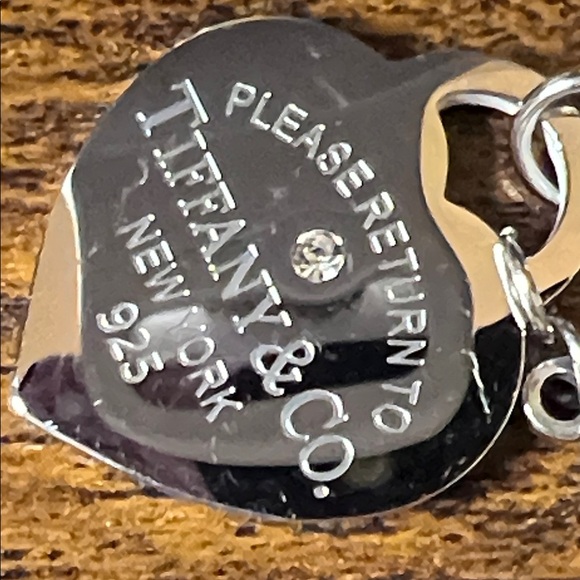 PLEASE RETURN TO
TIFFANY & CO.
NEW YORK
925